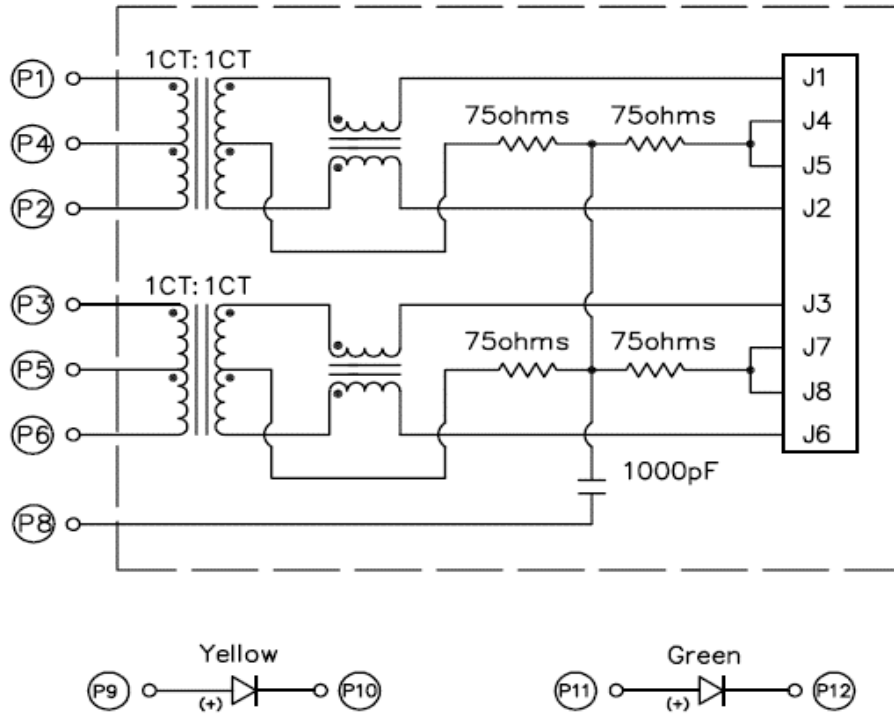 1CT: 1CT
P1
J1
75ohms 75ohms
J4
P4
J5
P2
J2
1CT: 1CT
P3
J3
75ohms 75ohms
J7
P5
J8
P6
J6
1000pF
P8
Yellow
P9
(+)
P10
Green
P11
(+)
P12